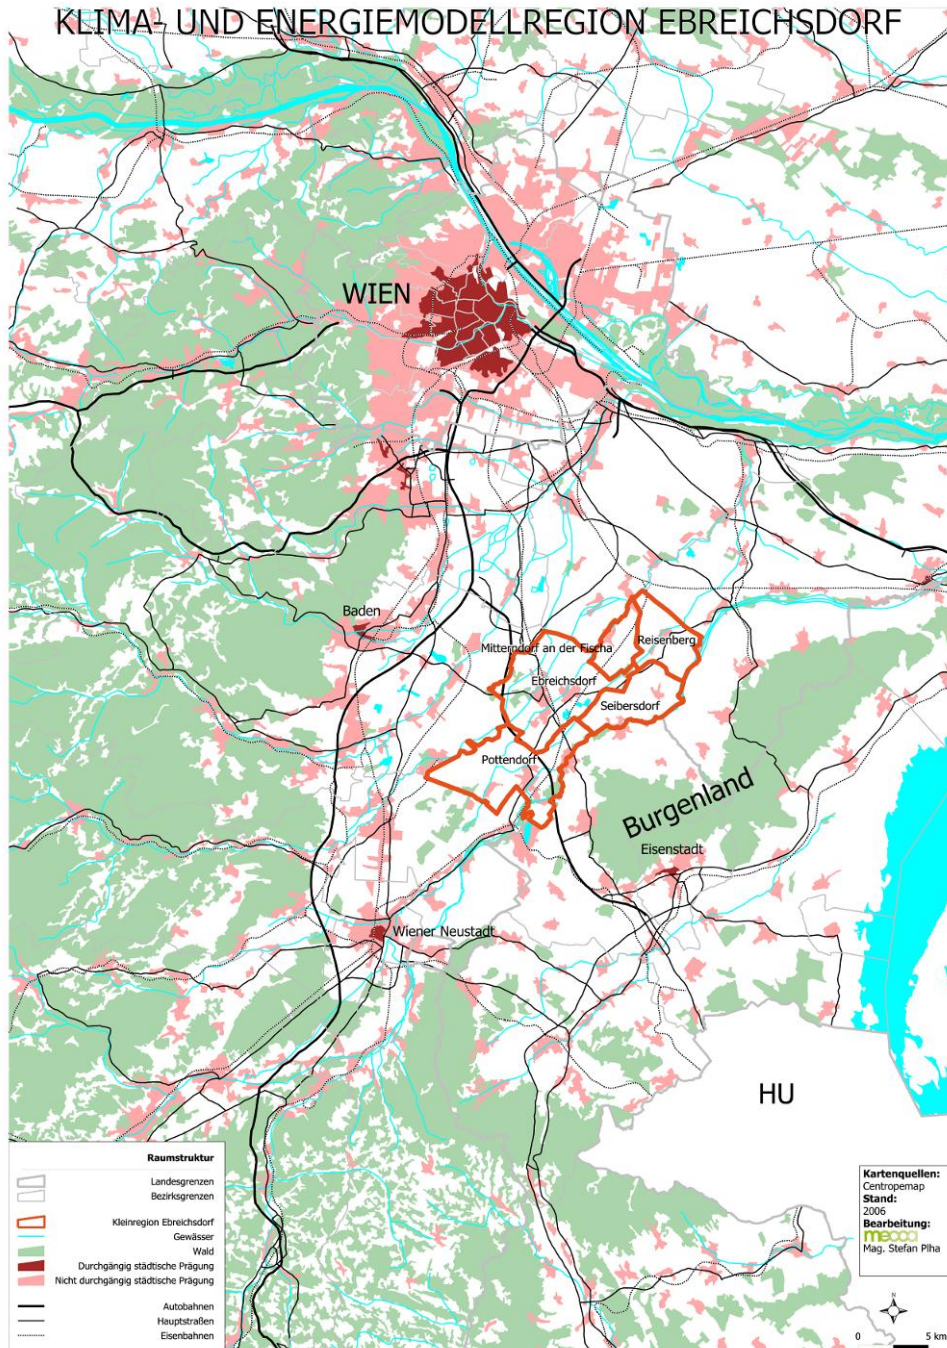 KLIMA- UND ENERGIEMODELLREGION EBREICHSDORF
WIEN
Baden
Mitterndorf an der Fischa
Reisenberg
Ebreichsdorf
Seibersdorf
Pottendorf
Burgenland
Eisenstadt
Wiener Neustadt
HU
Raumstruktur
Landesgrenzen
Bezirksgrenzen
Kleinregion Ebreichsdorf
Gewässer
Wald
Durchgängig städtische Prägung
Nicht durchgängig städtische Prägung
Autobahnen
Hauptstraßen
Eisenbahnen
Kartenquellen:
Centropemap
Stand:
2006
Bearbeitung:
mecca
Mag. Stefan Plha
N
0 5 km